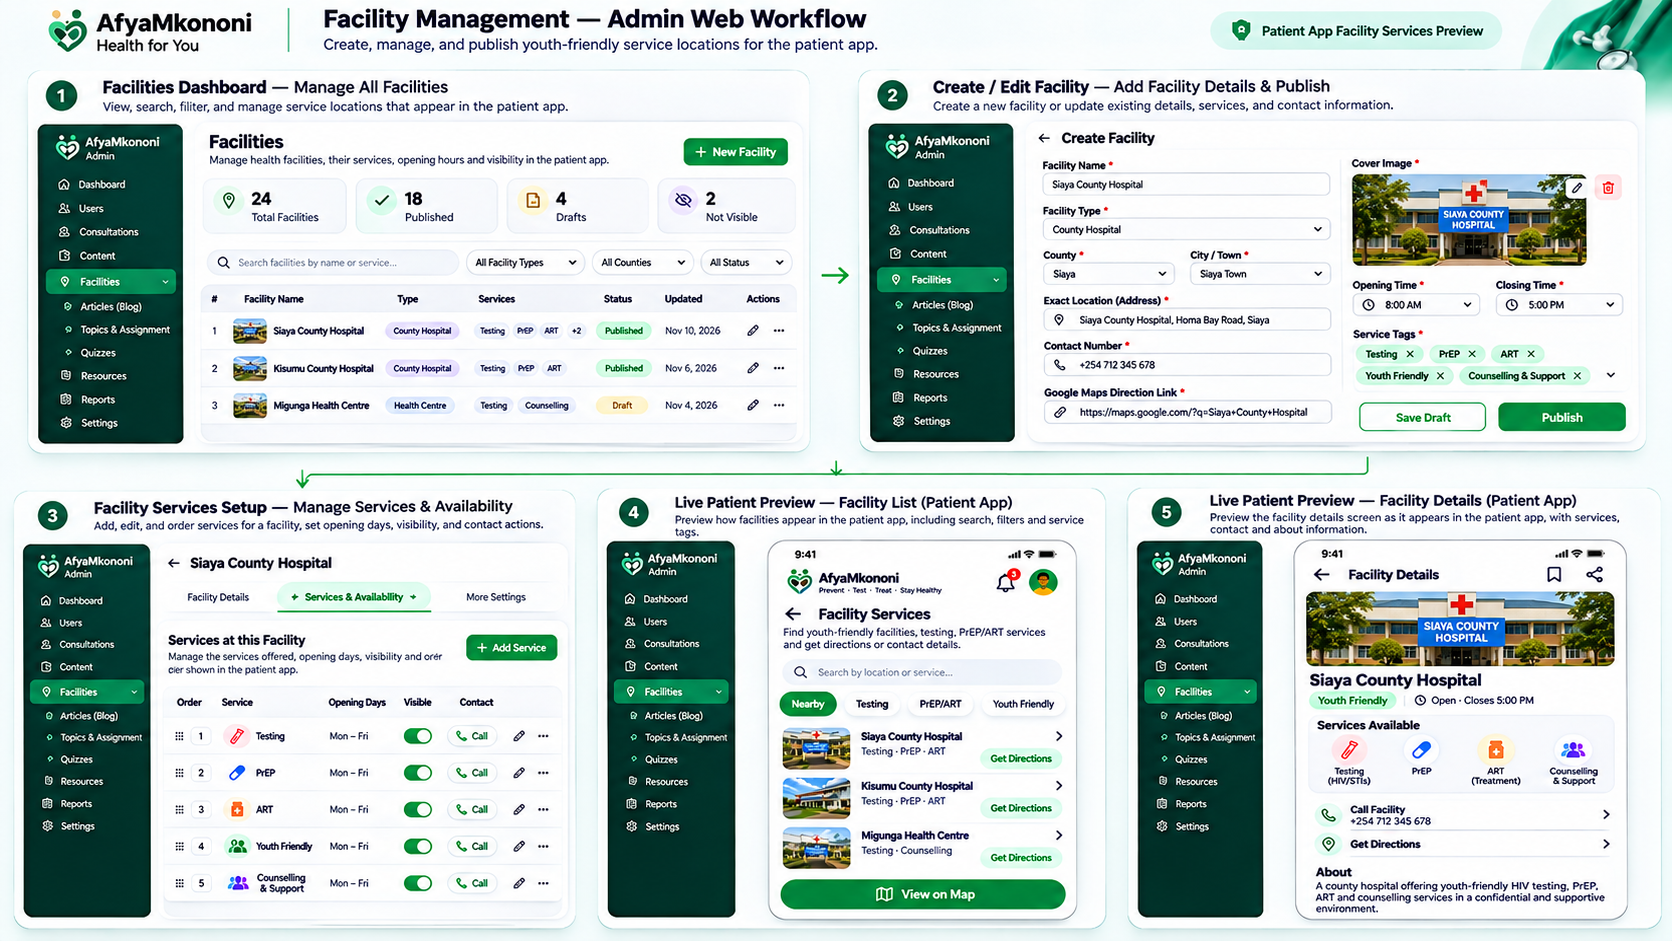 AfyaMkononi
Health for You
Facility Management — Admin Web Workflow
Create, manage, and publish youth-friendly service locations for the patient app.
Patient App Facility Services Preview
1
Facilities Dashboard — Manage All Facilities
View, search, fiilter, and manage service locations that appear in the patient app.
AfyaMkononi
Admin
Dashboard
Users
Consultations
Content
Facilities
Articles (Blog)
Topics & Assignment
Quizzes
Resources
Reports
Settings
Facilities
Manage health facilities, their services, opening hours and visibility in the patient app.
+ New Facility
24
Total Facilities
18
Published
4
Drafts
2
Not Visible
Search facilities by name or service...
All Facility Types
All Counties
All Status
# Facility Name Type Services Status Updated Actions
1 Siaya County Hospital County Hospital Testing PrEP ART +2 Published Nov 10, 2026
2 Kisumu County Hospital County Hospital Testing PrEP ART Published Nov 6, 2026
3 Migunga Health Centre Health Centre Testing Counselling Draft Nov 4, 2026
2
Create / Edit Facility — Add Facility Details & Publish
Create a new facility or update existing details, services, and contact information.
AfyaMkononi
Admin
Dashboard
Users
Consultations
Content
Facilities
Articles (Blog)
Topics & Assignment
Quizzes
Resources
Reports
Settings
Create Facility
Facility Name *
Siaya County Hospital
Facility Type *
County Hospital
County *
City / Town *
Siaya
Siaya Town
Exact Location (Address) *
Siaya County Hospital, Homa Bay Road, Siaya
Contact Number *
+254 712 345 678
Google Maps Direction Link *
https://maps.google.com/?q=Siaya+County+Hospital
Cover Image *
SIAYA COUNTY
HOSPITAL
Opening Time *
Closing Time *
8:00 AM
5:00 PM
Service Tags *
Testing ×
PrEP ×
ART ×
Youth Friendly ×
Counselling & Support ×
Save Draft
Publish
3
Facility Services Setup — Manage Services & Availability
Add, edit, and order services for a facility, set opening days, visibility, and contact actions.
AfyaMkononi
Admin
Dashboard
Users
Consultations
Content
Facilities
Articles (Blog)
Topics & Assignment
Quizzes
Resources
Reports
Settings
Siaya County Hospital
Facility Details
Services & Availability
More Settings
Services at this Facility
Manage the services offered, opening days, visibility and
oer shown in the patient app.
+ Add Service
Order Service Opening Days Visible Contact
1 Testing Mon – Fri Call
2 PrEP Mon – Fri Call
3 ART Mon – Fri Call
4 Youth Friendly Mon – Fri Call
5 Counselling
& Support Mon – Fri Call
4
Live Patient Preview — Facility List (Patient App)
Preview how facilities appear in the patient app, including search, filters and service
tags.
AfyaMkononi
Admin
Dashboard
Users
Consultations
Content
Facilities
Articles (Blog)
Topics & Assignment
Quizzes
Resources
Reports
Settings
9:41
AfyaMkononi
Prevent · Test · Treat · Stay Healthy
3
Facility Services
Find youth-friendly facilities, testing, PrEP/ART services
and get directions or contact details.
Search by location or service...
Nearby
Testing
PrEP/ART
Youth Friendly
Siaya County Hospital
Testing · PrEP · ART
Get Directions
Kisumu County Hospital
Testing · PrEP · ART
Get Directions
Migunga Health Centre
Testing · Counselling
Get Directions
View on Map
5
Live Patient Preview — Facility Details (Patient App)
Preview the facility details screen as it appears in the patient app, with services,
contact and about information.
AfyaMkononi
Admin
Dashboard
Users
Consultations
Content
Facilities
Articles (Blog)
Topics & Assignment
Quizzes
Resources
Reports
Settings
9:41
Facility Details
SIAYA COUNTY
HOSPITAL
Siaya County Hospital
Youth Friendly
Open · Closes 5:00 PM
Services Available
Testing
(HIV/STIs)
PrEP
ART
(Treatment)
Counselling
& Support
Call Facility
+254 712 345 678
Get Directions
About
A county hospital offering youth-friendly HIV testing, PrEP,
ART and counselling services in a confidential and supportive
environment.